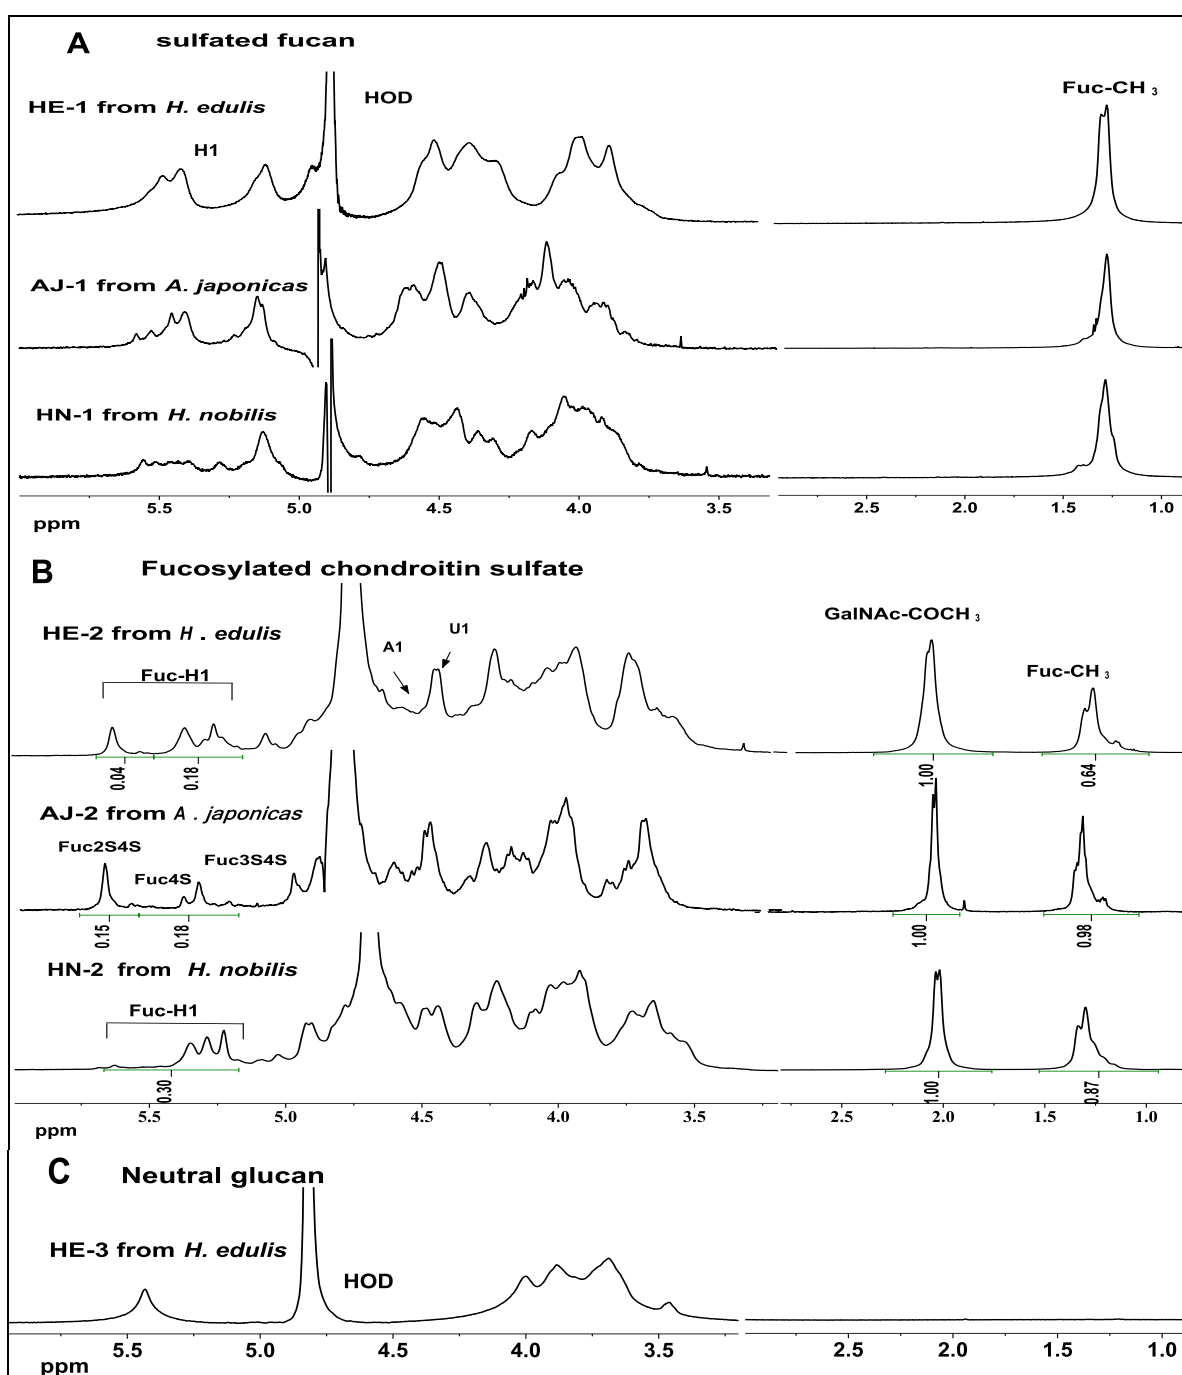 A sulfated fucan
HE-1 from H. edulis
HOD
Fuc-CH 3
H1
AJ-1 from A. japonicas
HN-1 from H. nobilis
5.5 5.0 4.5 4.0 3.5 2.5 2.0 1.5 1.0
ppm
B Fucosylated chondroitin sulfate
HE-2 from H . edulis
A1
U1
GalNAc-COCH 3
Fuc-H1
Fuc-CH 3
0.04 0.18 1.00 0.64
AJ-2 from A . japonicas
Fuc2S4S
Fuc4S
Fuc3S4S
0.15 0.18 1.00 0.98
HN-2 from H. nobilis
Fuc-H1
0.30 1.00 0.87
5.5 5.0 4.5 4.0 3.5 2.5 2.0 1.5 1.0
ppm
C Neutral glucan
HE-3 from H. edulis
HOD
5.5 5.0 4.5 4.0 3.5 2.5 2.0 1.5 1.0
ppm